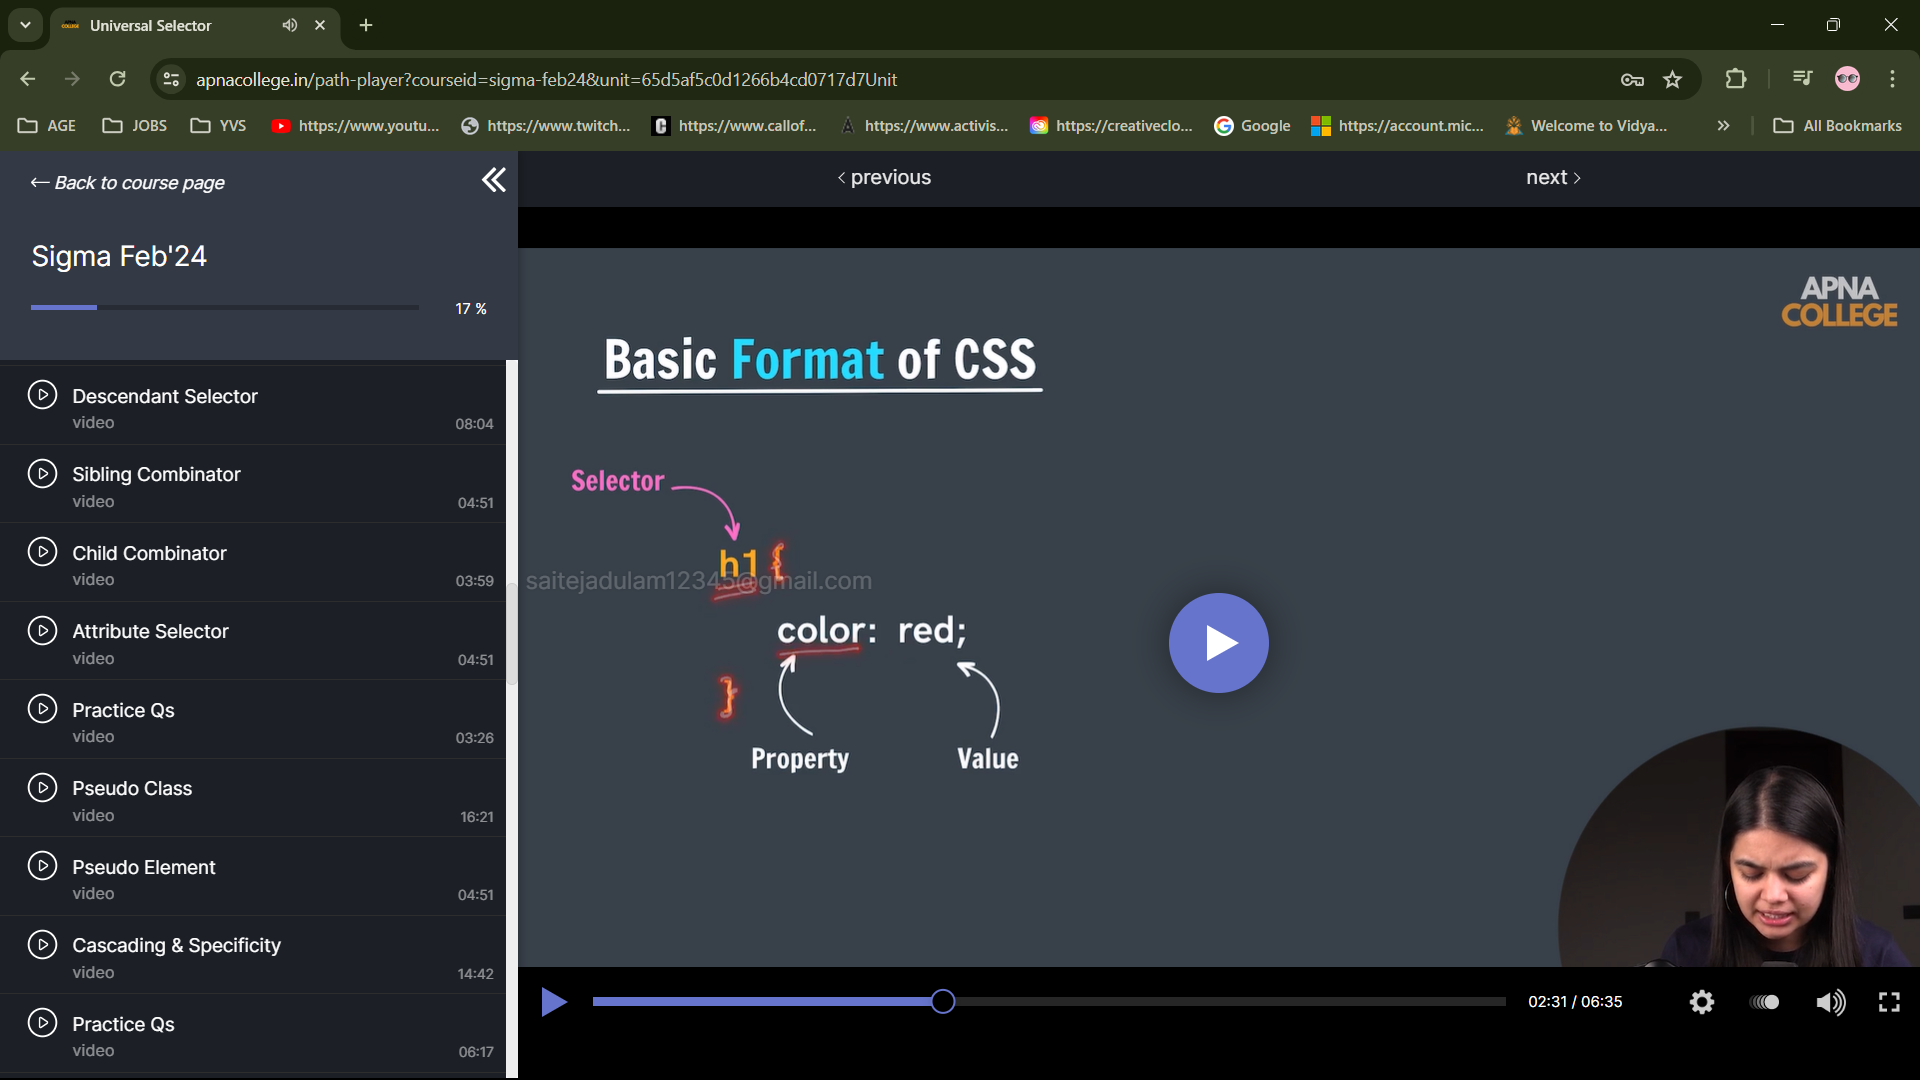 Universal Selector
apnacollege.in/path-player?courseid=sigma-feb24&unit=65d5af5c0d1266b4cd0717d7Unit
AGE JOBS YVS https://www.youtu... https://www.twitch... https://www.callof... https://www.activis... https://creativeclo... Google https://account.mic... Welcome to Vidya... All Bookmarks
← Back to course page
‹ previous
next ›
Sigma Feb'24
17 %
Descendant Selector
video 08:04
Sibling Combinator
video 04:51
Child Combinator
video 03:59
Attribute Selector
video 04:51
Practice Qs
video 03:26
Pseudo Class
video 16:21
Pseudo Element
video 04:51
Cascading & Specificity
video 14:42
Practice Qs
video 06:17
APNA
COLLEGE
Basic Format of CSS
Selector
h1 {
saitejadulam12345@gmail.com
color: red;
}
Property Value
02:31 / 06:35